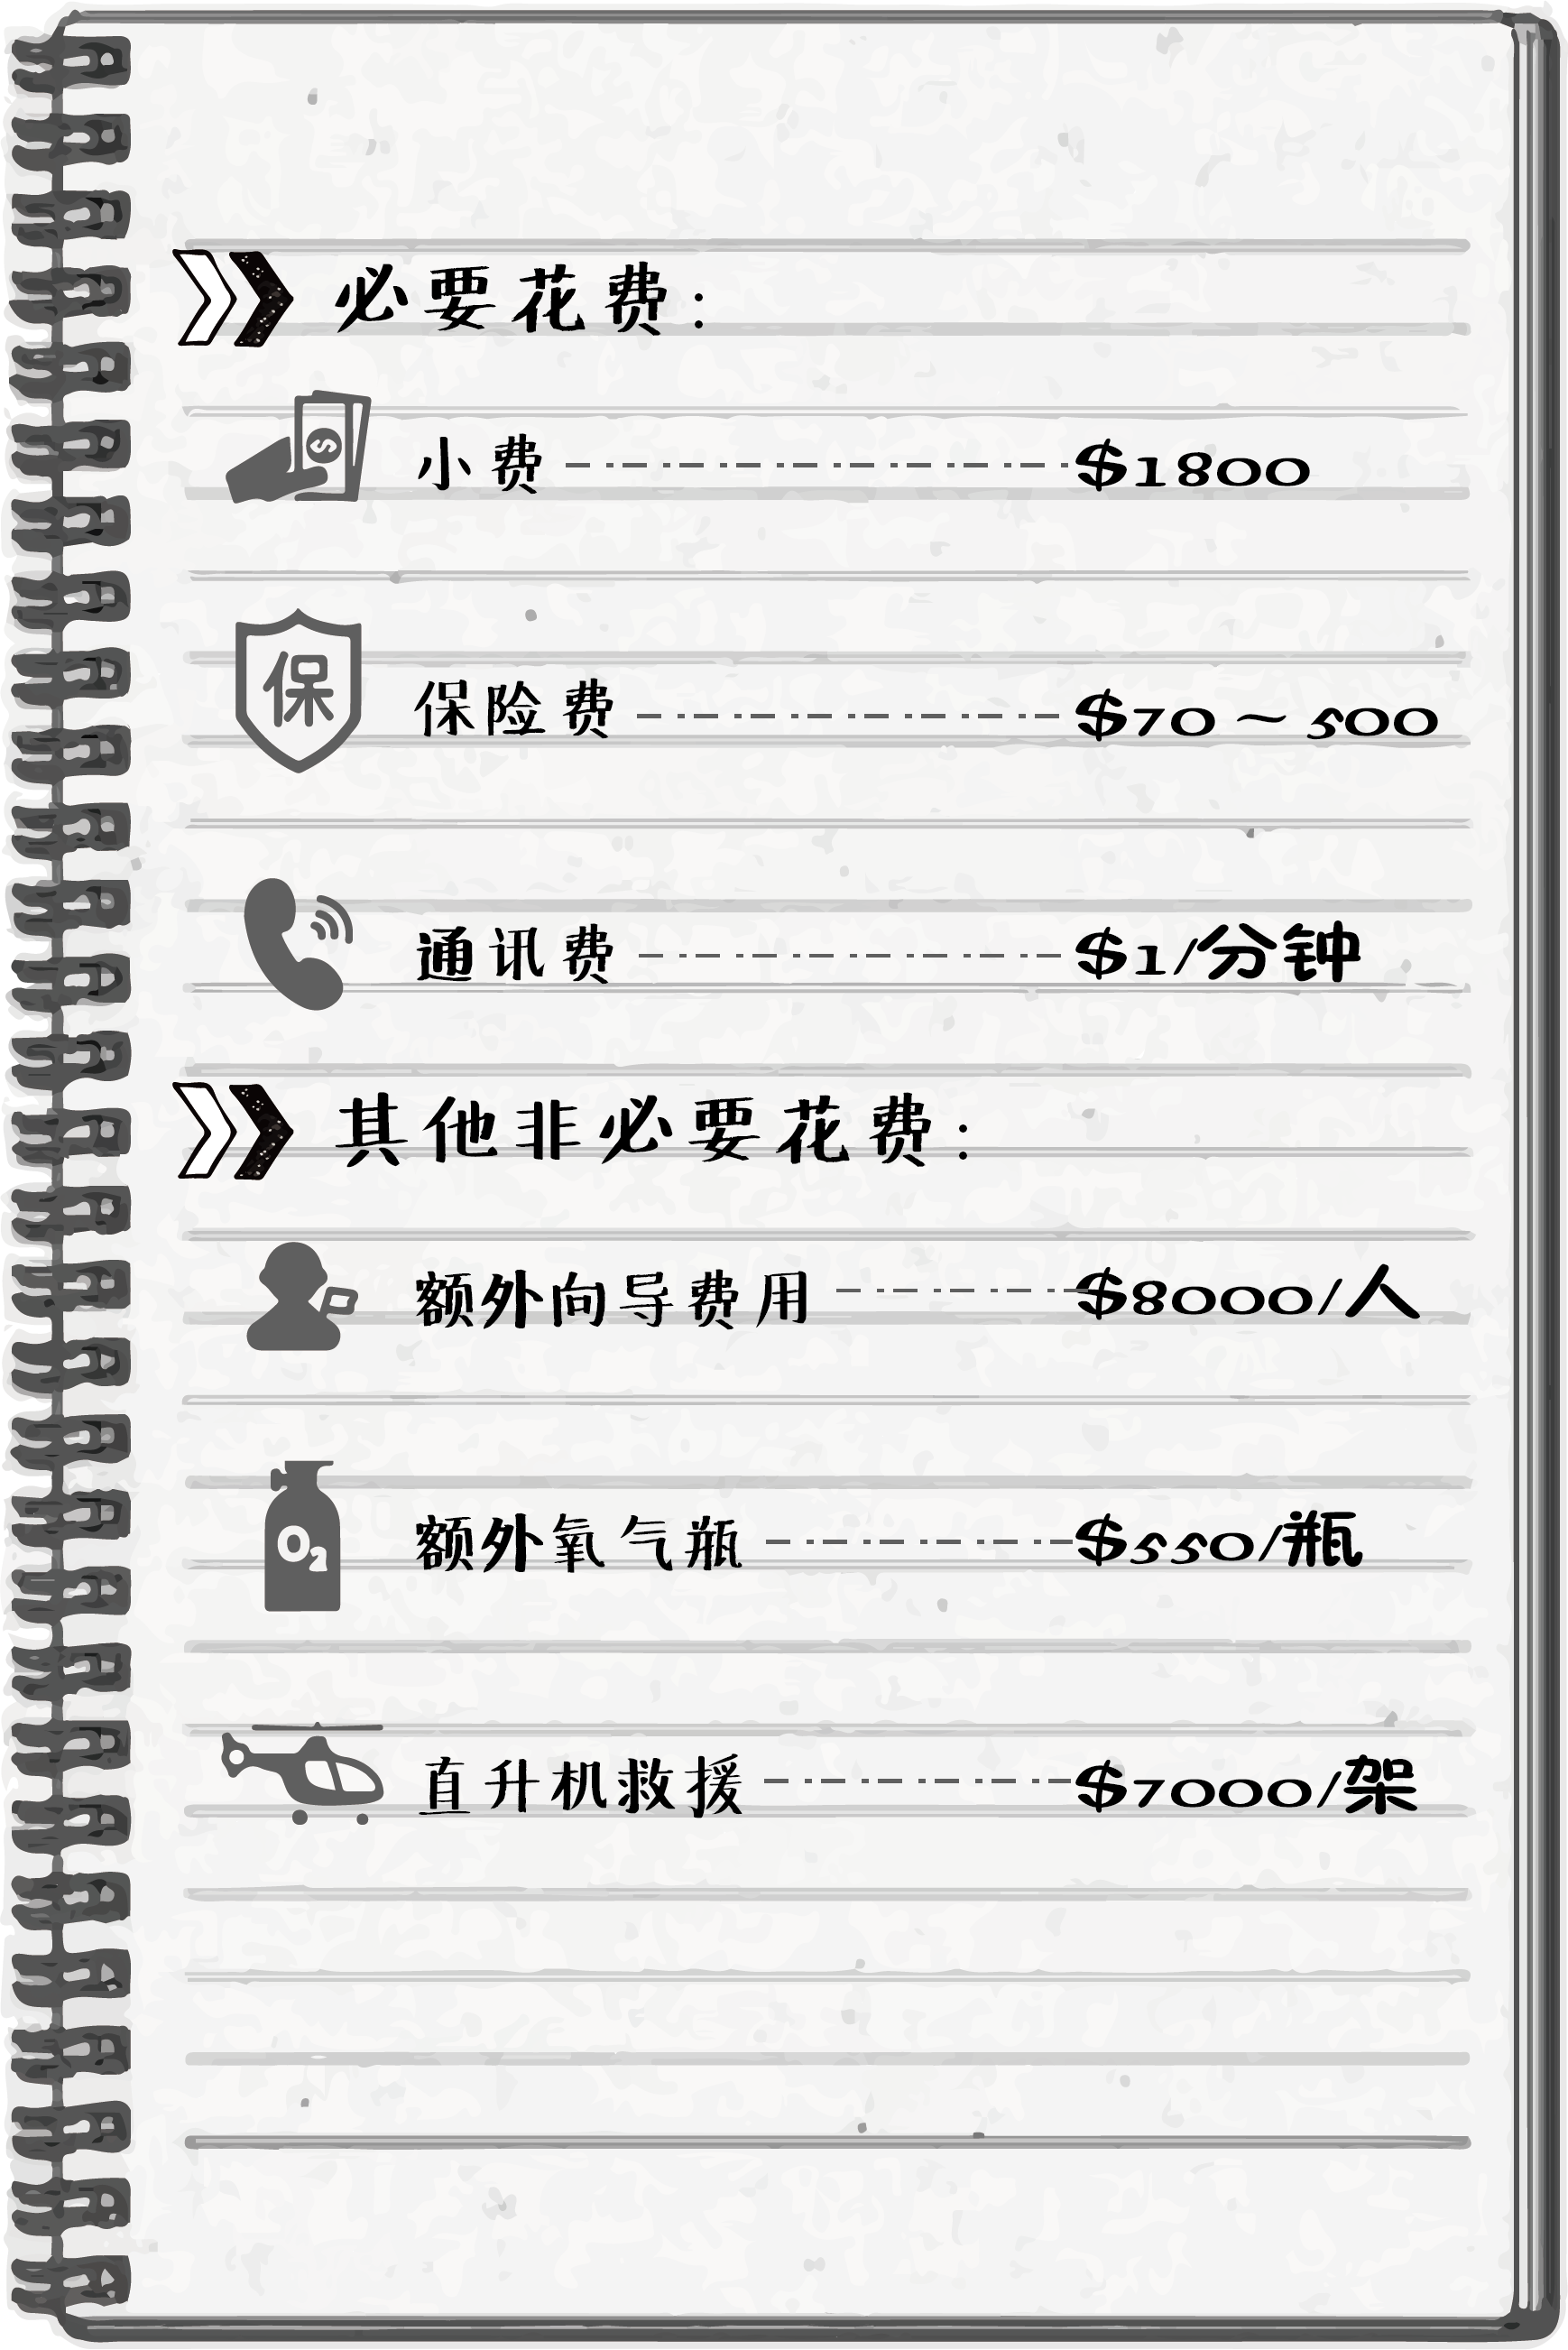 必要花费:
小费 $1800
保
保险费 $70～500
通讯费 $1/分钟
其他非必要花费:
额外向导费用 $8000/人
O2
额外氧气瓶 $550/瓶
直升机救援 $7000/架